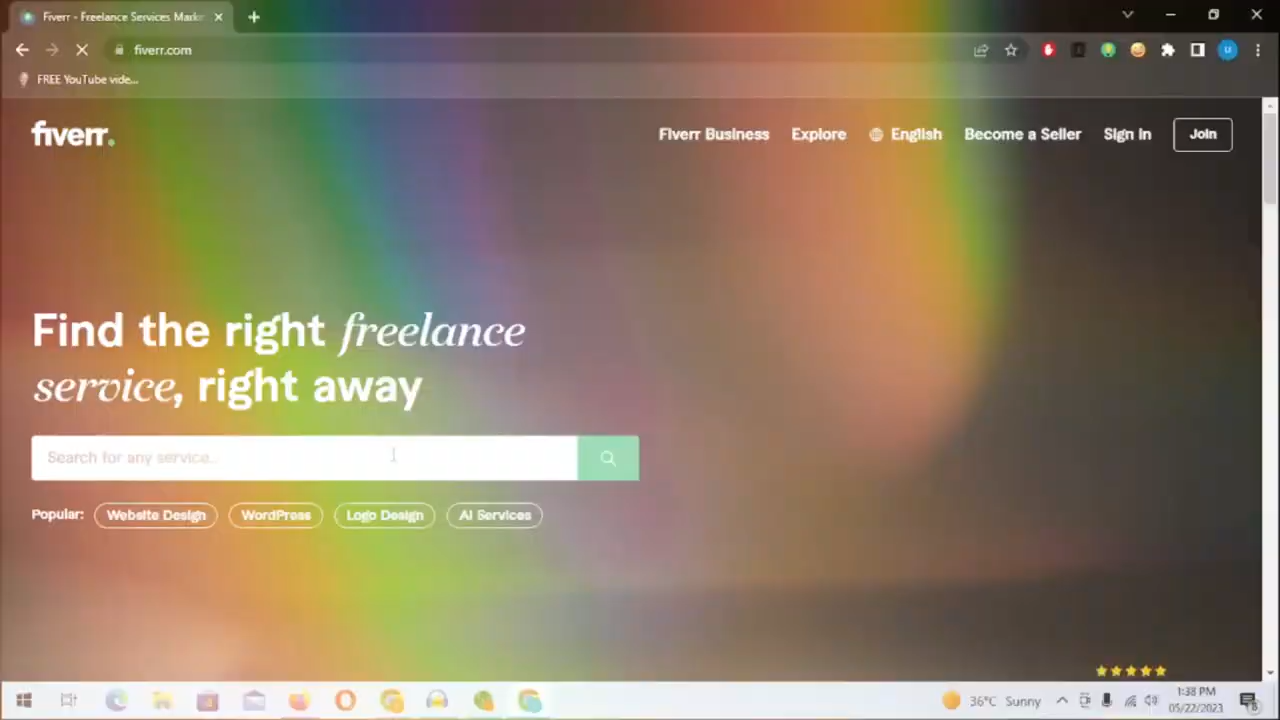 Fiverr - Freelance Services Marke
fiverr.com
FREE YouTube vide...
fiverr.
Fiverr Business
Explore
English
Become a Seller
Sign In
Join
Find the right freelance
service, right away
Search for any service..
Popular:
Website Design
WordPress
Logo Design
AI Services
36°C Sunny
1:38 PM
05/22/2023